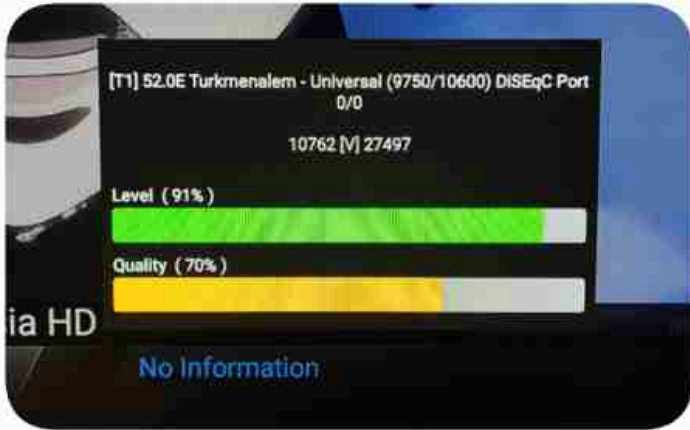 [T1] 52.0E Turkmenalem - Universal (9750/10600) DiSEqC Port
0/0
10762 [V] 27497
Level ( 91% )
Quality ( 70% )
ia HD
No Information